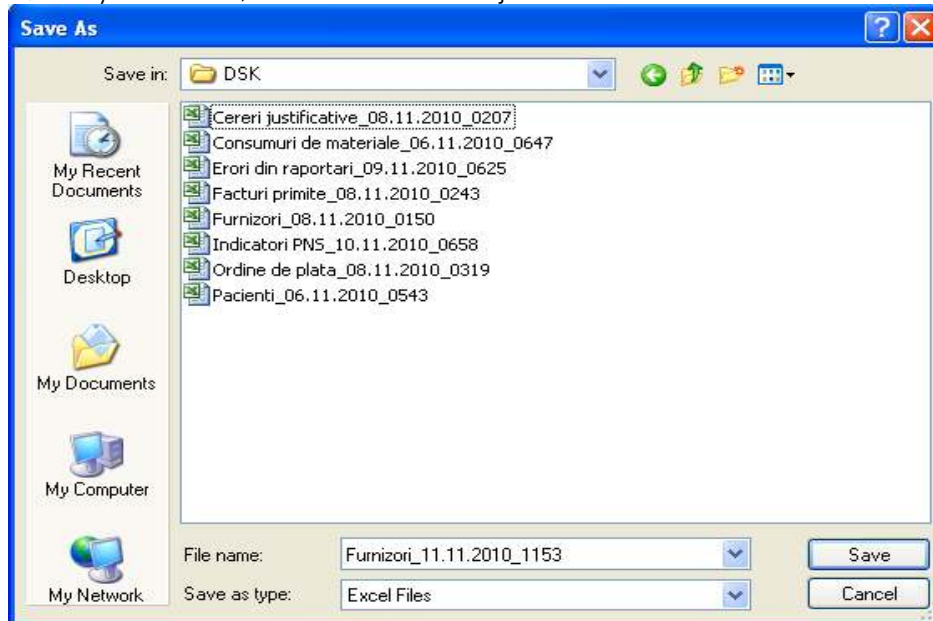 Save As
Save in: DSK
Cereri justificative_08.11.2010_0207
Consumuri de materiale_06.11.2010_0647
Erori din raportari_09.11.2010_0625
Facturi primite_08.11.2010_0243
Furnizori_08.11.2010_0150
Indicatori PNS_10.11.2010_0658
Ordine de plata_08.11.2010_0319
Pacienti_06.11.2010_0543
My Recent
Documents
Desktop
My Documents
My Computer
My Network
File name: Furnizori_11.11.2010_1153 Save
Save as type: Excel Files Cancel